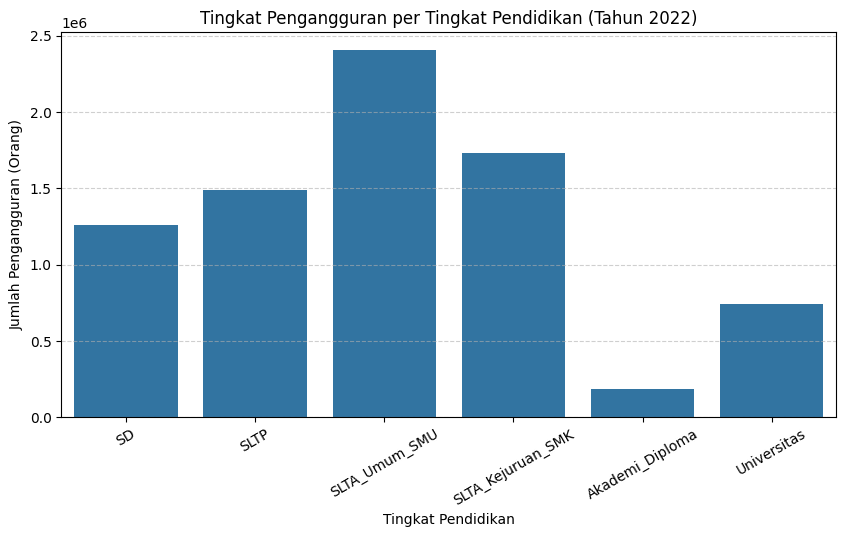 Tingkat Pengangguran per Tingkat Pendidikan (Tahun 2022)
1e6
2.5
2.0
1.5
1.0
0.5
0.0
Jumlah Pengangguran (Orang)
SD
SLTP
SLTA_Umum_SMU
SLTA_Kejuruan_SMK
Akademi_Diploma
Universitas
Tingkat Pendidikan